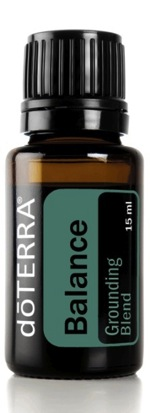 dōTERRA®
Balance
Grounding
Blend
15 ml